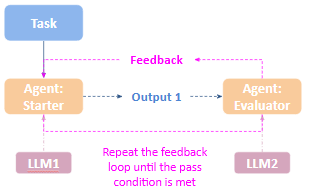 Task
Feedback
Agent:
Starter
Output 1
Agent:
Evaluator
LLM1
Repeat the feedback
loop until the pass
condition is met
LLM2